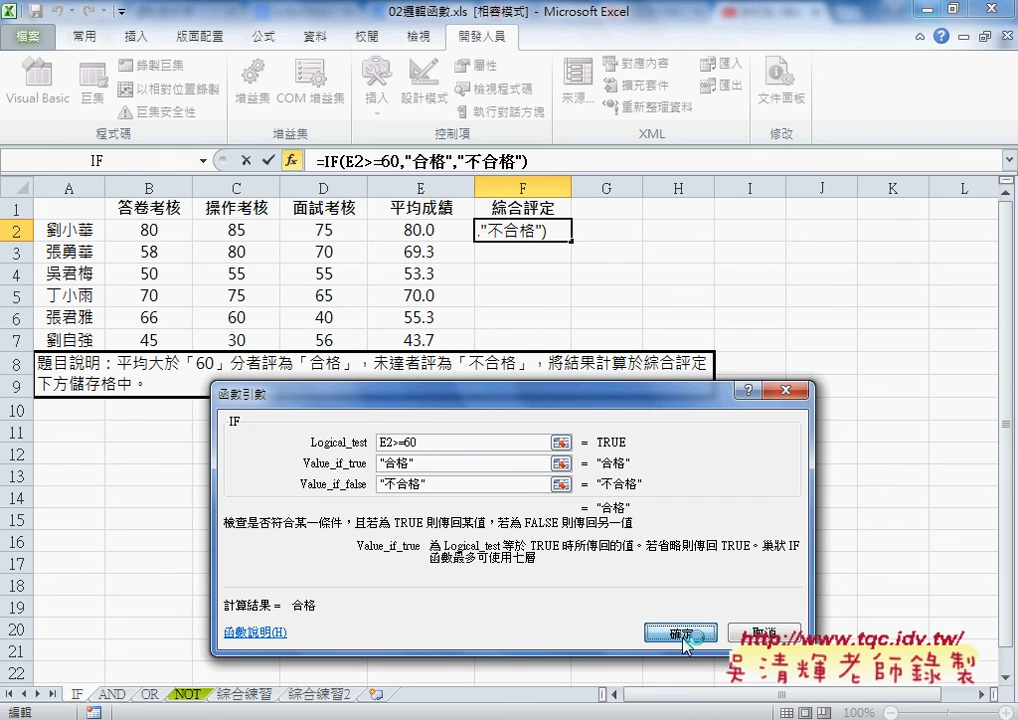 02邏輯函數.xls [相容模式] - Microsoft Excel
檔案 常用 插入 版面配置 公式 資料 校閱 檢視 開發人員
Visual Basic 巨集 錄製巨集 以相對位置錄製 巨集安全性 程式碼
增益集 COM 增益集 增益集
插入 設計模式 屬性 檢視程式碼 執行對話方塊 控制項
來源... 對應內容 擴充套件 重新整理資料 匯入 匯出 XML
文件面板 修改
IF =IF(E2>=60,"合格","不合格")
A B C D E F G H I J K L
1 答卷考核 操作考核 面試考核 平均成績 綜合評定
2 劉小華 80 85 75 80.0 ,"不合格")
3 張勇華 58 80 70 69.3
4 吳君梅 50 55 55 53.3
5 丁小雨 70 75 65 70.0
6 張君雅 66 60 40 55.3
7 劉自強 45 30 56 43.7
8 題目說明：平均大於「60」分者評為「合格」，未達者評為「不合格」，將結果計算於綜合評定
9 下方儲存格中。
10
11
12
13
14
15
16
17
18
19
20
21
22
函數引數
IF
Logical_test E2>=60 = TRUE
Value_if_true "合格" = "合格"
Value_if_false "不合格" = "不合格"
= "合格"
檢查是否符合某一條件，且若為 TRUE 則傳回某值，若為 FALSE 則傳回另一值
Value_if_true 為 Logical_test 等於 TRUE 時所傳回的值。若省略則傳回 TRUE。巢狀 IF
函數最多可使用七層
計算結果 = 合格
函數說明(H) 確定 取消
http://www.tqc.idv.tw/
吳清輝老師錄製
IF AND OR NOT 綜合練習 綜合練習2
編輯 100%